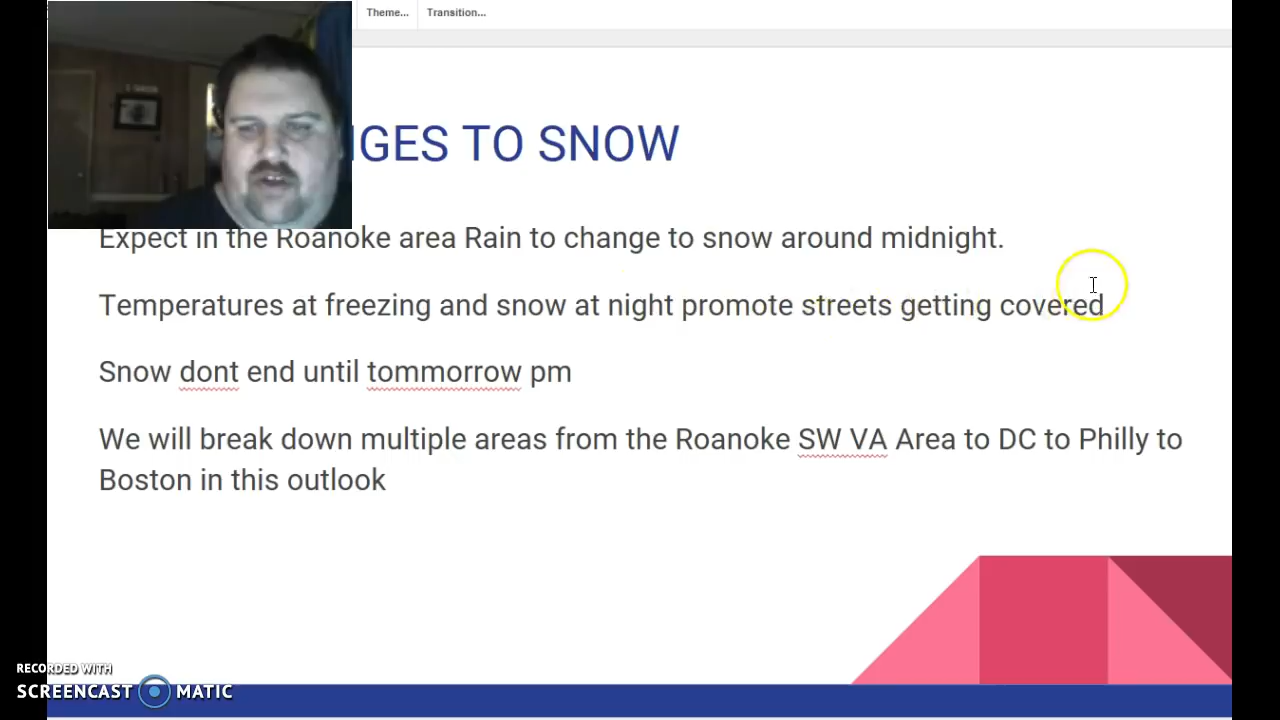 Theme... Transition...
NGES TO SNOW
Expect in the Roanoke area Rain to change to snow around midnight.
Temperatures at freezing and snow at night promote streets getting covered
Snow dont end until tommorrow pm
We will break down multiple areas from the Roanoke SW VA Area to DC to Philly to
Boston in this outlook
RECORDED WITH
SCREENCAST MATIC